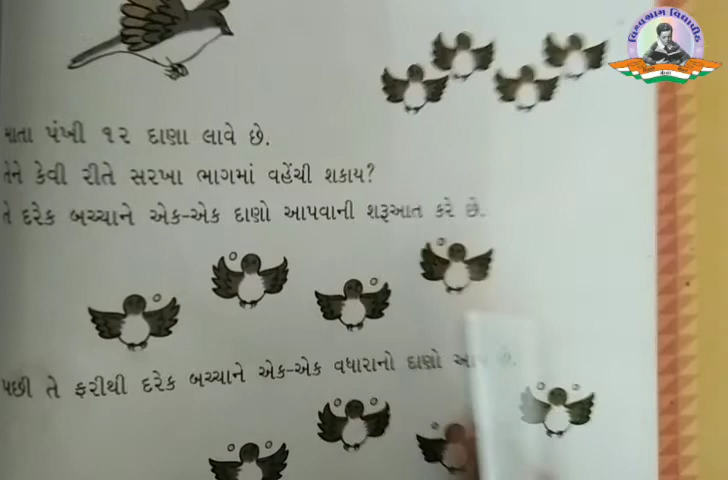 વિશ્વગ્રામ વિદ્યાપીઠ
માતા પંખી ૧૨ દાણા લાવે છે.
તેને કેવી રીતે સરખા ભાગમાં વહેંચી શકાય?
તે દરેક બચ્ચાને એક-એક દાણો આપવાની શરૂઆત કરે છે.
પછી તે ફરીથી દરેક બચ્ચાને એક-એક વધારાનો દાણો